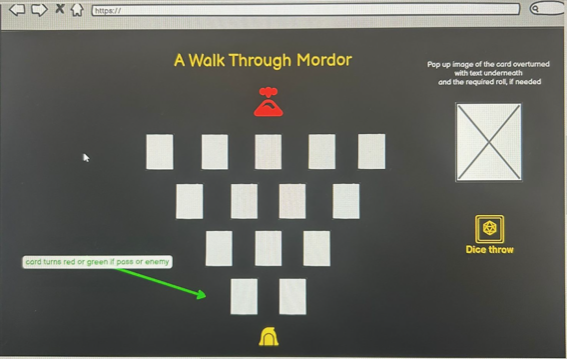 https://
A Walk Through Mordor
Pop up image of the card overturned
with text underneath
and the required roll, if needed
Dice throw
card turns red or green if pass or enemy